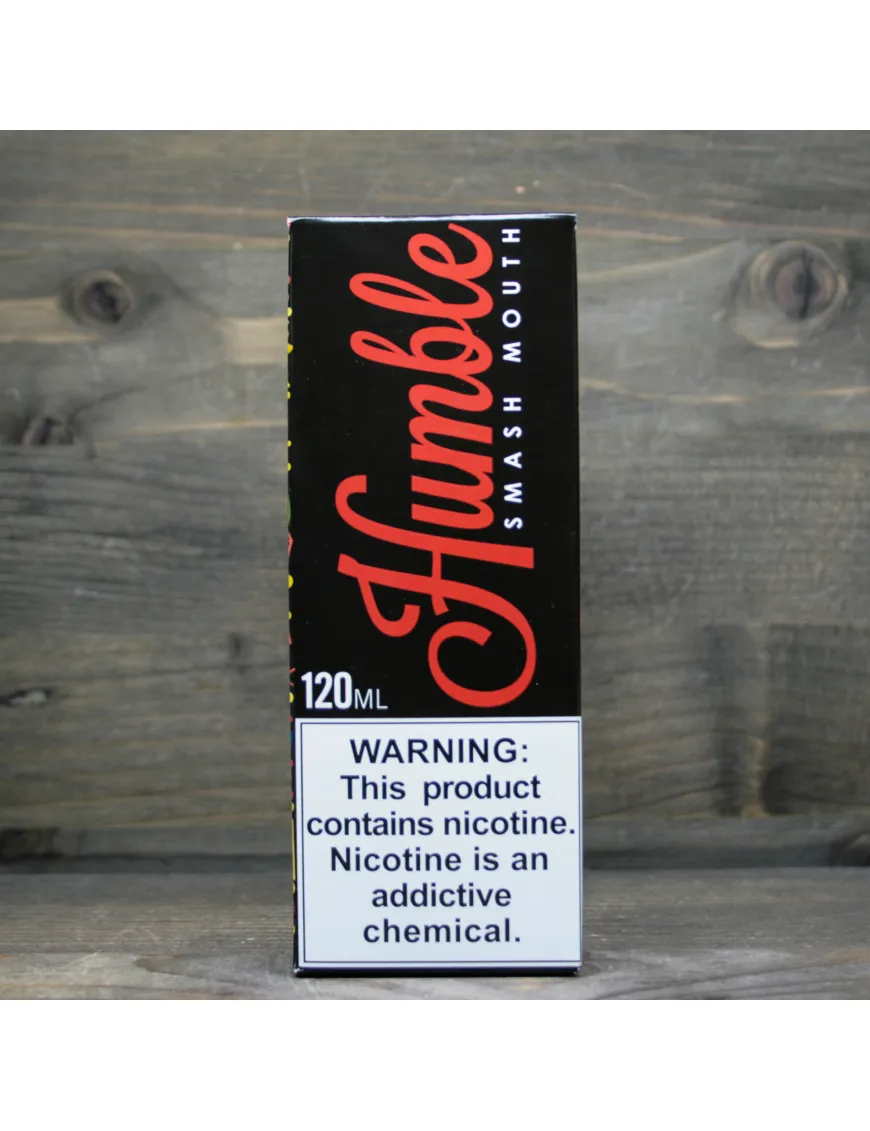 Humble
SMASH MOUTH
120ML
WARNING:
This product
contains nicotine.
Nicotine is an
addictive
chemical.